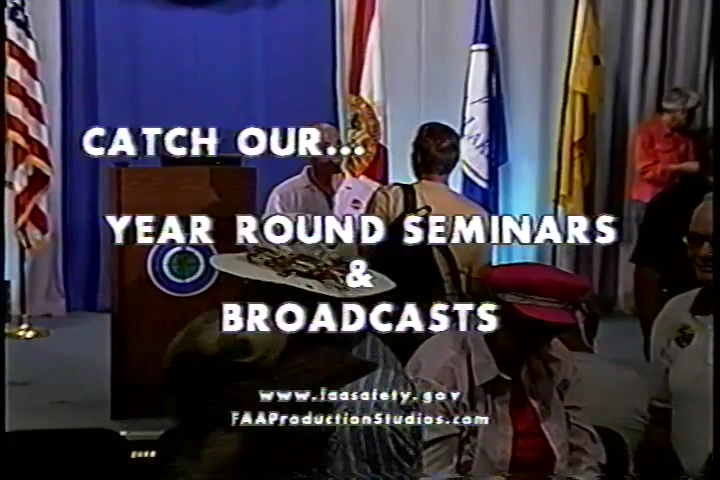 CATCH OUR...
YEAR ROUND SEMINARS
&
BROADCASTS
www.faasafety.gov
FAAProductionStudios.com